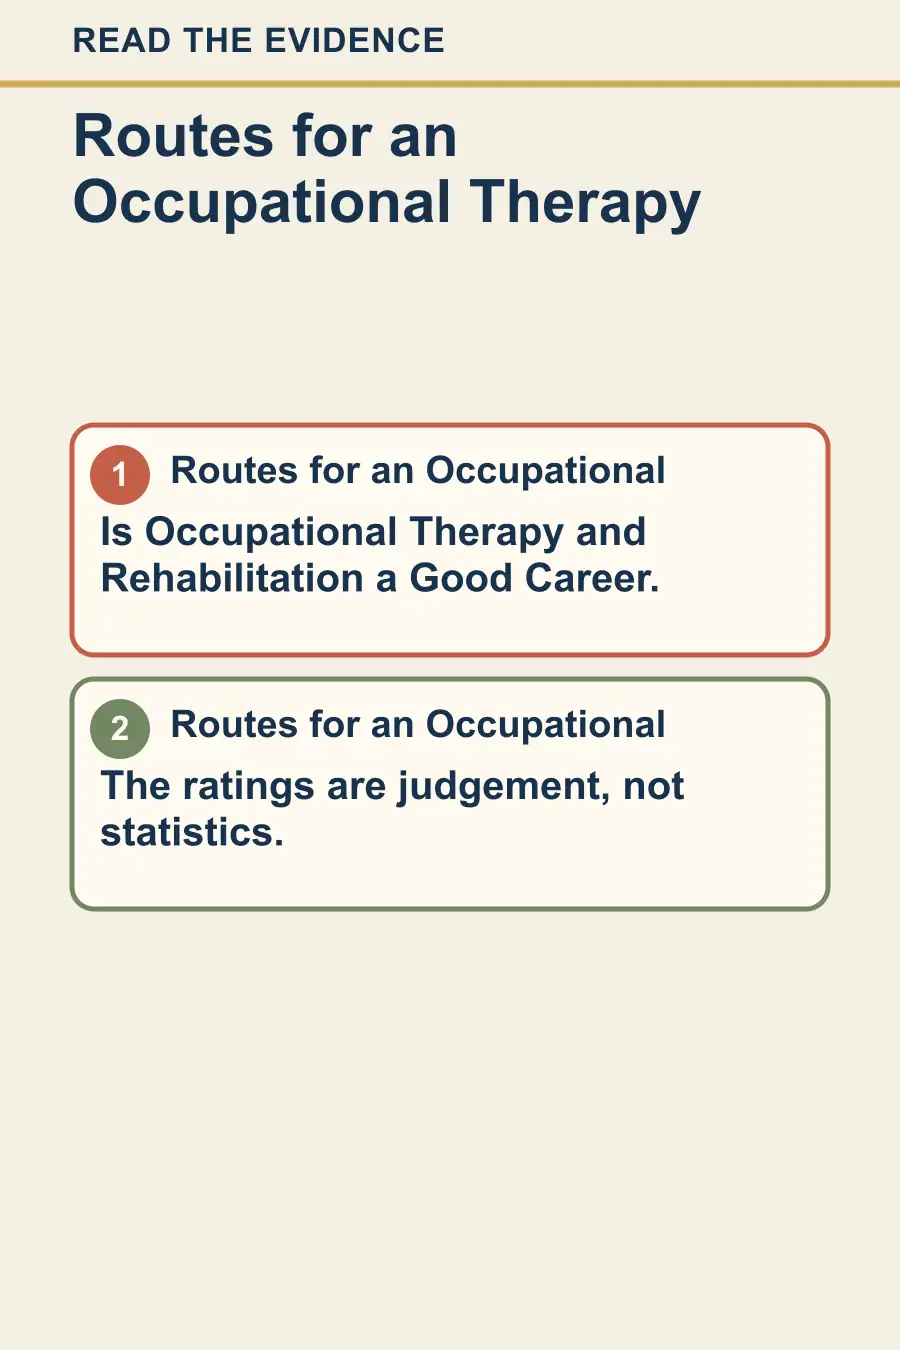 READ THE EVIDENCE
Routes for an
Occupational Therapy
1 Routes for an Occupational
Is Occupational Therapy and
Rehabilitation a Good Career.
2 Routes for an Occupational
The ratings are judgement, not
statistics.